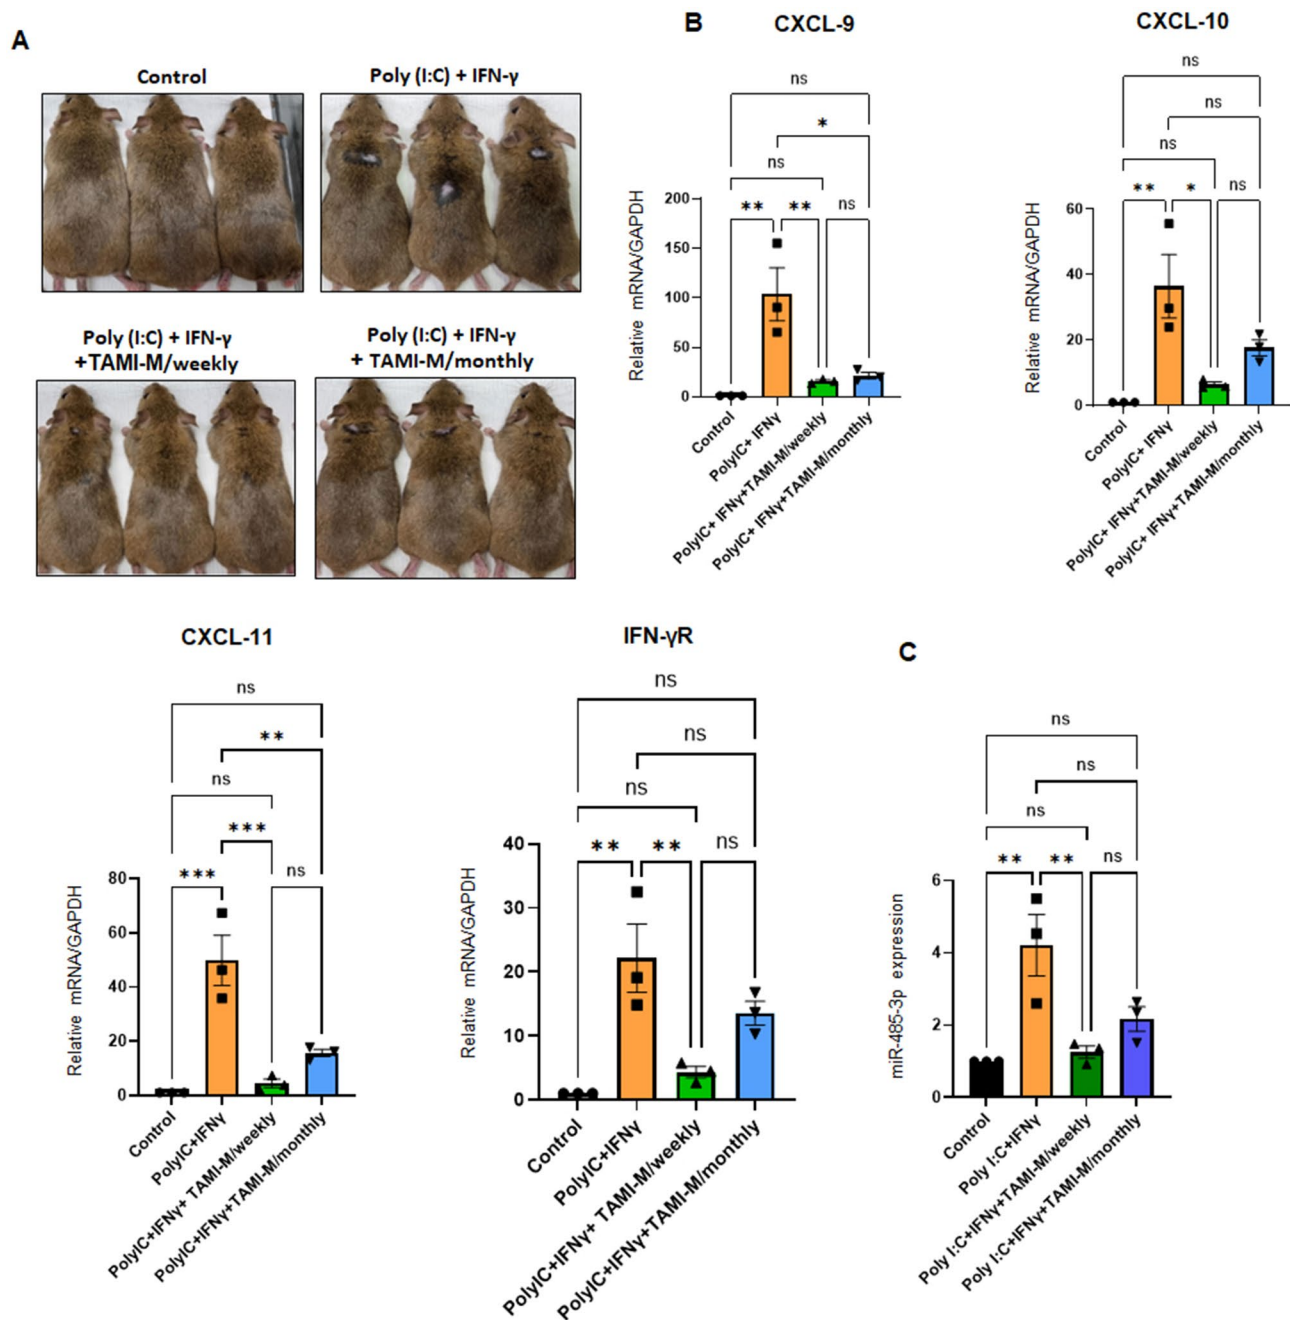 A
Control
Poly (I:C) + IFN-γ
Poly (I:C) + IFN-γ
+TAMI-M/weekly
Poly (I:C) + IFN-γ
+ TAMI-M/monthly
B
CXCL-9
ns
*
ns
** ** ns
Relative mRNA/GAPDH
200
150
100
50
0
Control
PolyIC+ IFNγ
PolyIC+ IFNγ+TAMI-M/weekly
PolyIC+ IFNγ+TAMI-M/monthly
CXCL-10
ns
ns
ns
** * ns
Relative mRNA/GAPDH
60
40
20
0
Control
PolyIC+ IFNγ
PolyIC+ IFNγ+TAMI-M/weekly
PolyIC+ IFNγ+TAMI-M/monthly
CXCL-11
ns
**
ns
***
*** ns
Relative mRNA/GAPDH
80
60
40
20
0
Control
PolyIC+IFNγ
PolyIC+IFNγ+ TAMI-M/weekly
PolyIC+IFNγ+TAMI-M/monthly
IFN-γR
ns
ns
ns
** ** ns
Relative mRNA/GAPDH
40
30
20
10
0
Control
PolyIC+IFNγ
PolyIC+IFNγ+ TAMI-M/weekly
PolyIC+IFNγ+TAMI-M/monthly
C
ns
ns
ns
** ** ns
miR-485-3p expression
6
4
2
0
Control
Poly I:C+IFNγ
Poly I:C+IFNγ+TAMI-M/weekly
Poly I:C+IFNγ+TAMI-M/monthly